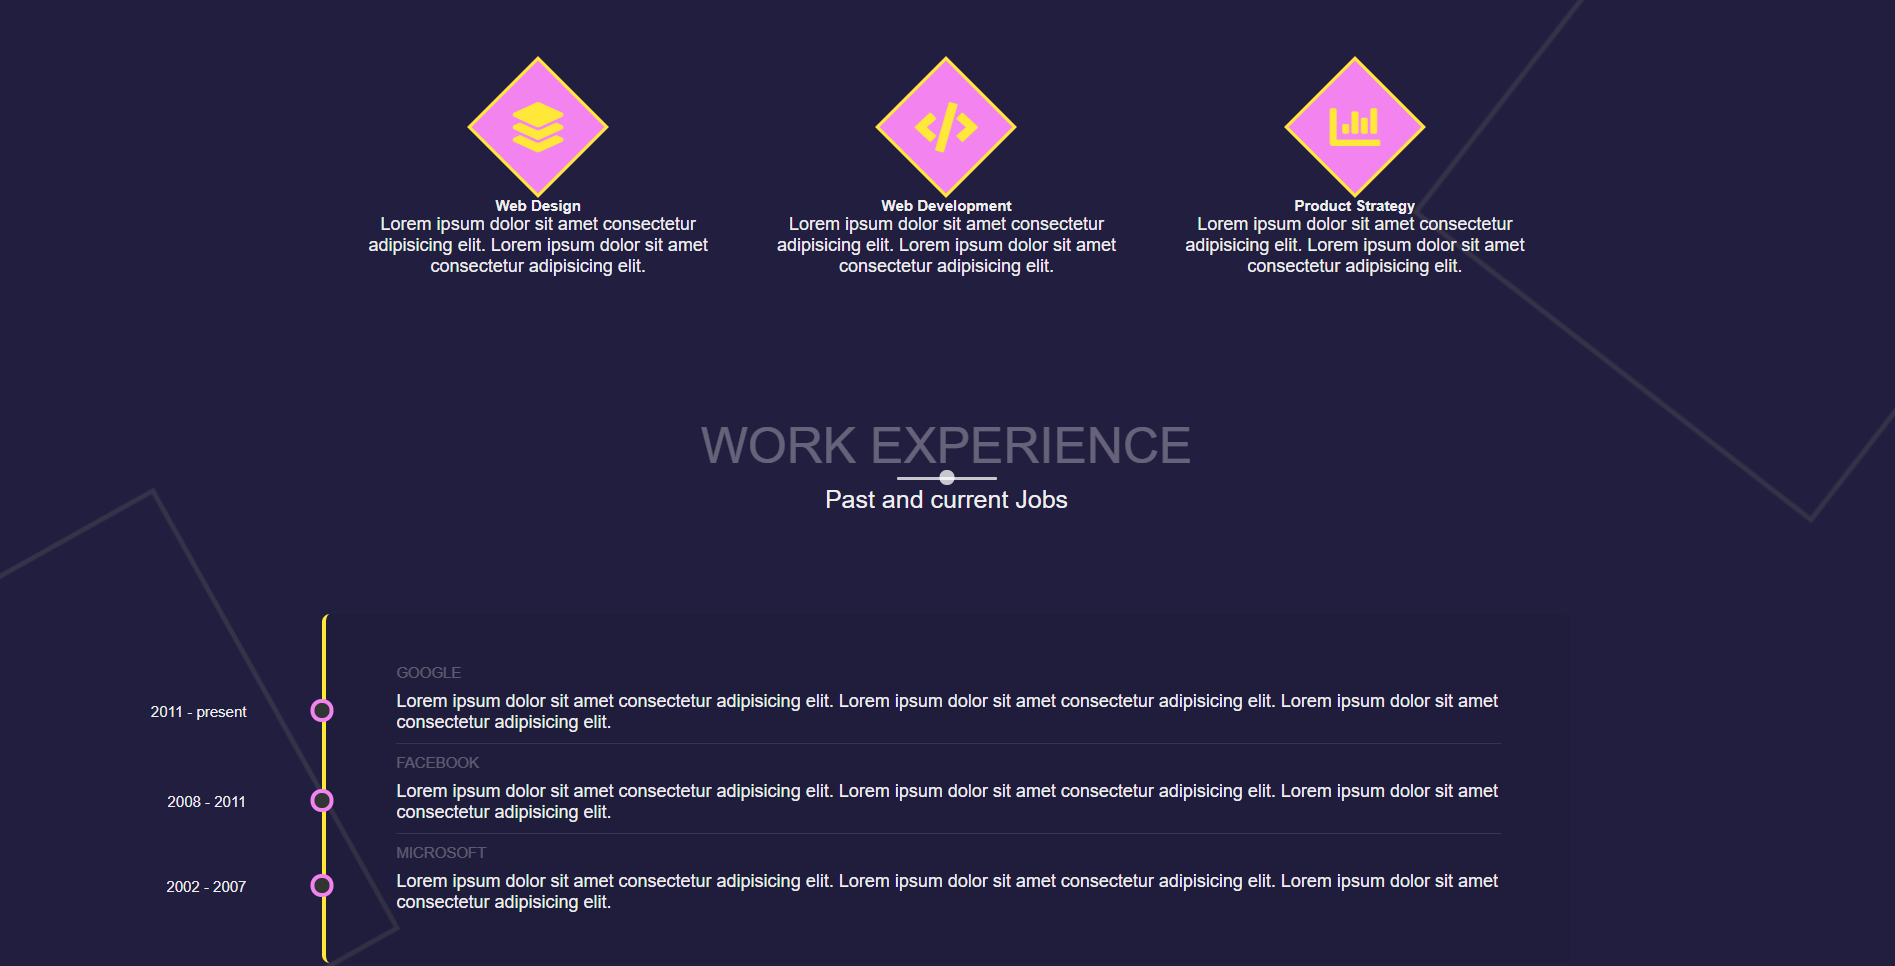 Web Design
Lorem ipsum dolor sit amet consectetur
adipisicing elit. Lorem ipsum dolor sit amet
consectetur adipisicing elit.
Web Development
Lorem ipsum dolor sit amet consectetur
adipisicing elit. Lorem ipsum dolor sit amet
consectetur adipisicing elit.
Product Strategy
Lorem ipsum dolor sit amet consectetur
adipisicing elit. Lorem ipsum dolor sit amet
consectetur adipisicing elit.
WORK EXPERIENCE
Past and current Jobs
2011 - present
GOOGLE
Lorem ipsum dolor sit amet consectetur adipisicing elit. Lorem ipsum dolor sit amet consectetur adipisicing elit. Lorem ipsum dolor sit amet
consectetur adipisicing elit.
2008 - 2011
FACEBOOK
Lorem ipsum dolor sit amet consectetur adipisicing elit. Lorem ipsum dolor sit amet consectetur adipisicing elit. Lorem ipsum dolor sit amet
consectetur adipisicing elit.
2002 - 2007
MICROSOFT
Lorem ipsum dolor sit amet consectetur adipisicing elit. Lorem ipsum dolor sit amet consectetur adipisicing elit. Lorem ipsum dolor sit amet
consectetur adipisicing elit.